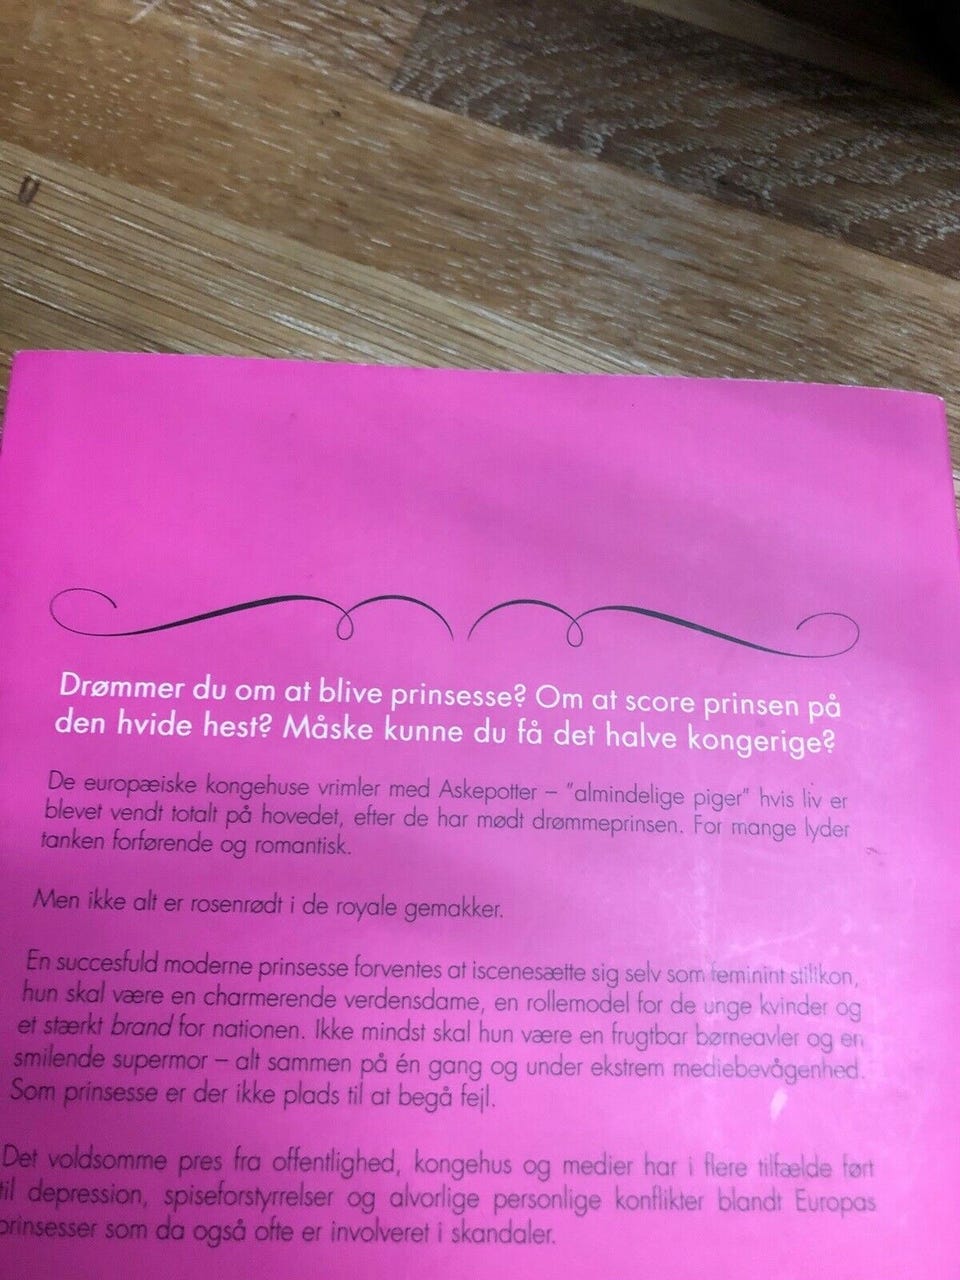 Drømmer du om at blive prinsesse? Om at score prinsen på
den hvide hest? Måske kunne du få det halve kongerige?
De europæiske kongehuse vrimler med Askepotter – "almindelige piger" hvis liv er
blevet vendt totalt på hovedet, efter de har mødt drømmeprinsen. For mange lyder
tanken forførende og romantisk.
Men ikke alt er rosenrødt i de royale gemakker.
En succesfuld moderne prinsesse forventes at iscenesætte sig selv som feminint stilikon,
hun skal være en charmerende verdensdame, en rollemodel for de unge kvinder og
et stærkt brand for nationen. Ikke mindst skal hun være en frugtbar børneavler og en
smilende supermor – alt sammen på én gang og under ekstrem mediebevågenhed.
Som prinsesse er der ikke plads til at begå fejl.
Det voldsomme pres fra offentlighed, kongehus og medier har i flere tilfælde ført
til depression, spiseforstyrrelser og alvorlige personlige konflikter blandt Europas
prinsesser som da også ofte er involveret i skandaler.